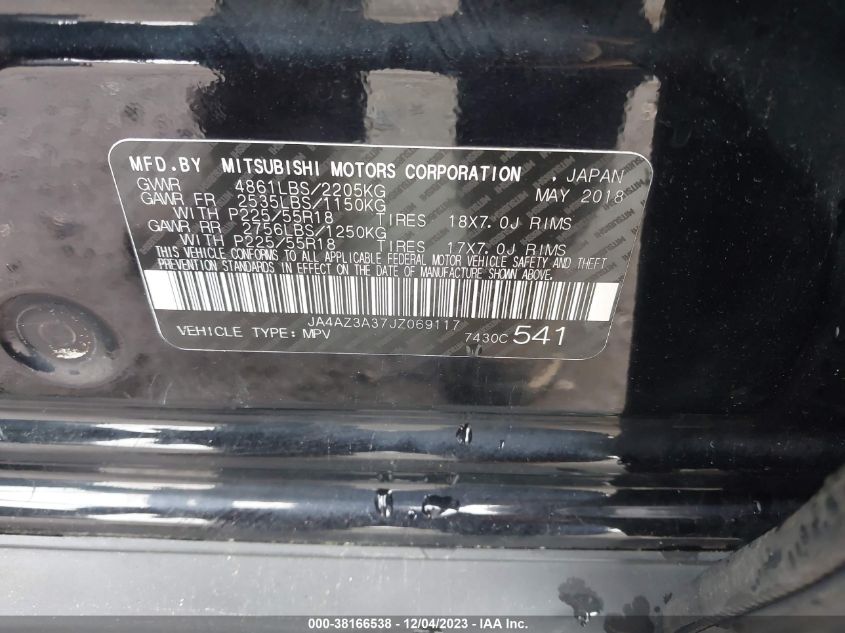 MFD.BY MITSUBISHI MOTORS CORPORATION . JAPAN
GVWR 4861LBS/2205KG MAY 2018
GAWR FR 2535LBS/1150KG
WITH P225/55R18 TIRES 18X7.0J RIMS
GAWR RR 2756LBS/1250KG
WITH P225/55R18 TIRES 17X7.0J RIMS
THIS VEHICLE CONFORMS TO ALL APPLICABLE FEDERAL MOTOR VEHICLE SAFETY AND THEFT
PREVENTION STANDARDS IN EFFECT ON THE DATE OF MANUFACTURE SHOWN ABOVE.
JA4AZ3A37JZ069117
VEHICLE TYPE:MPV 7430C 541
000-38166538 - 12/04/2023 - IAA Inc.